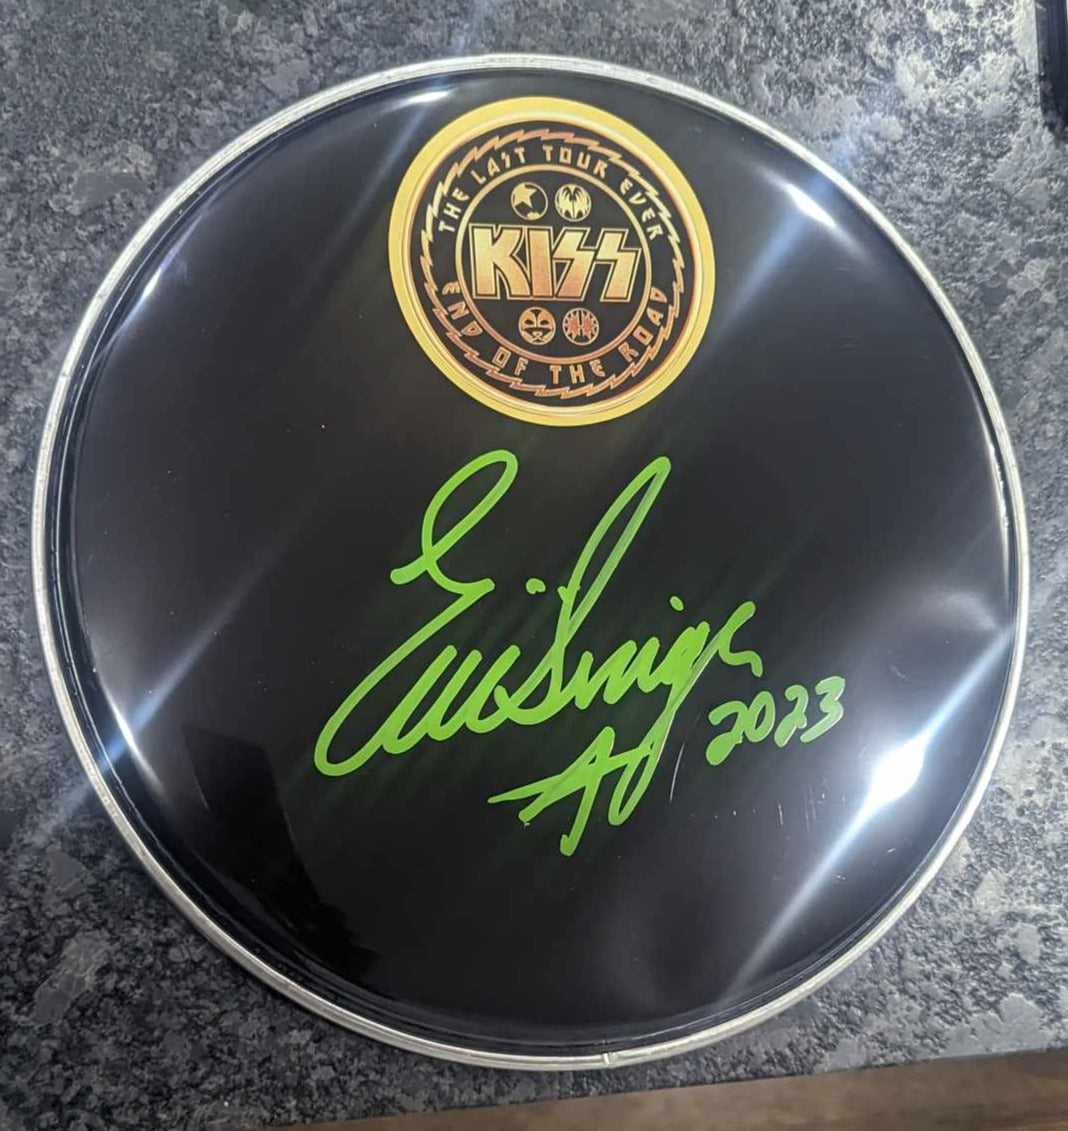 THE LAST TOUR EVER
KISS
END OF THE ROAD
Eric Singer
2023